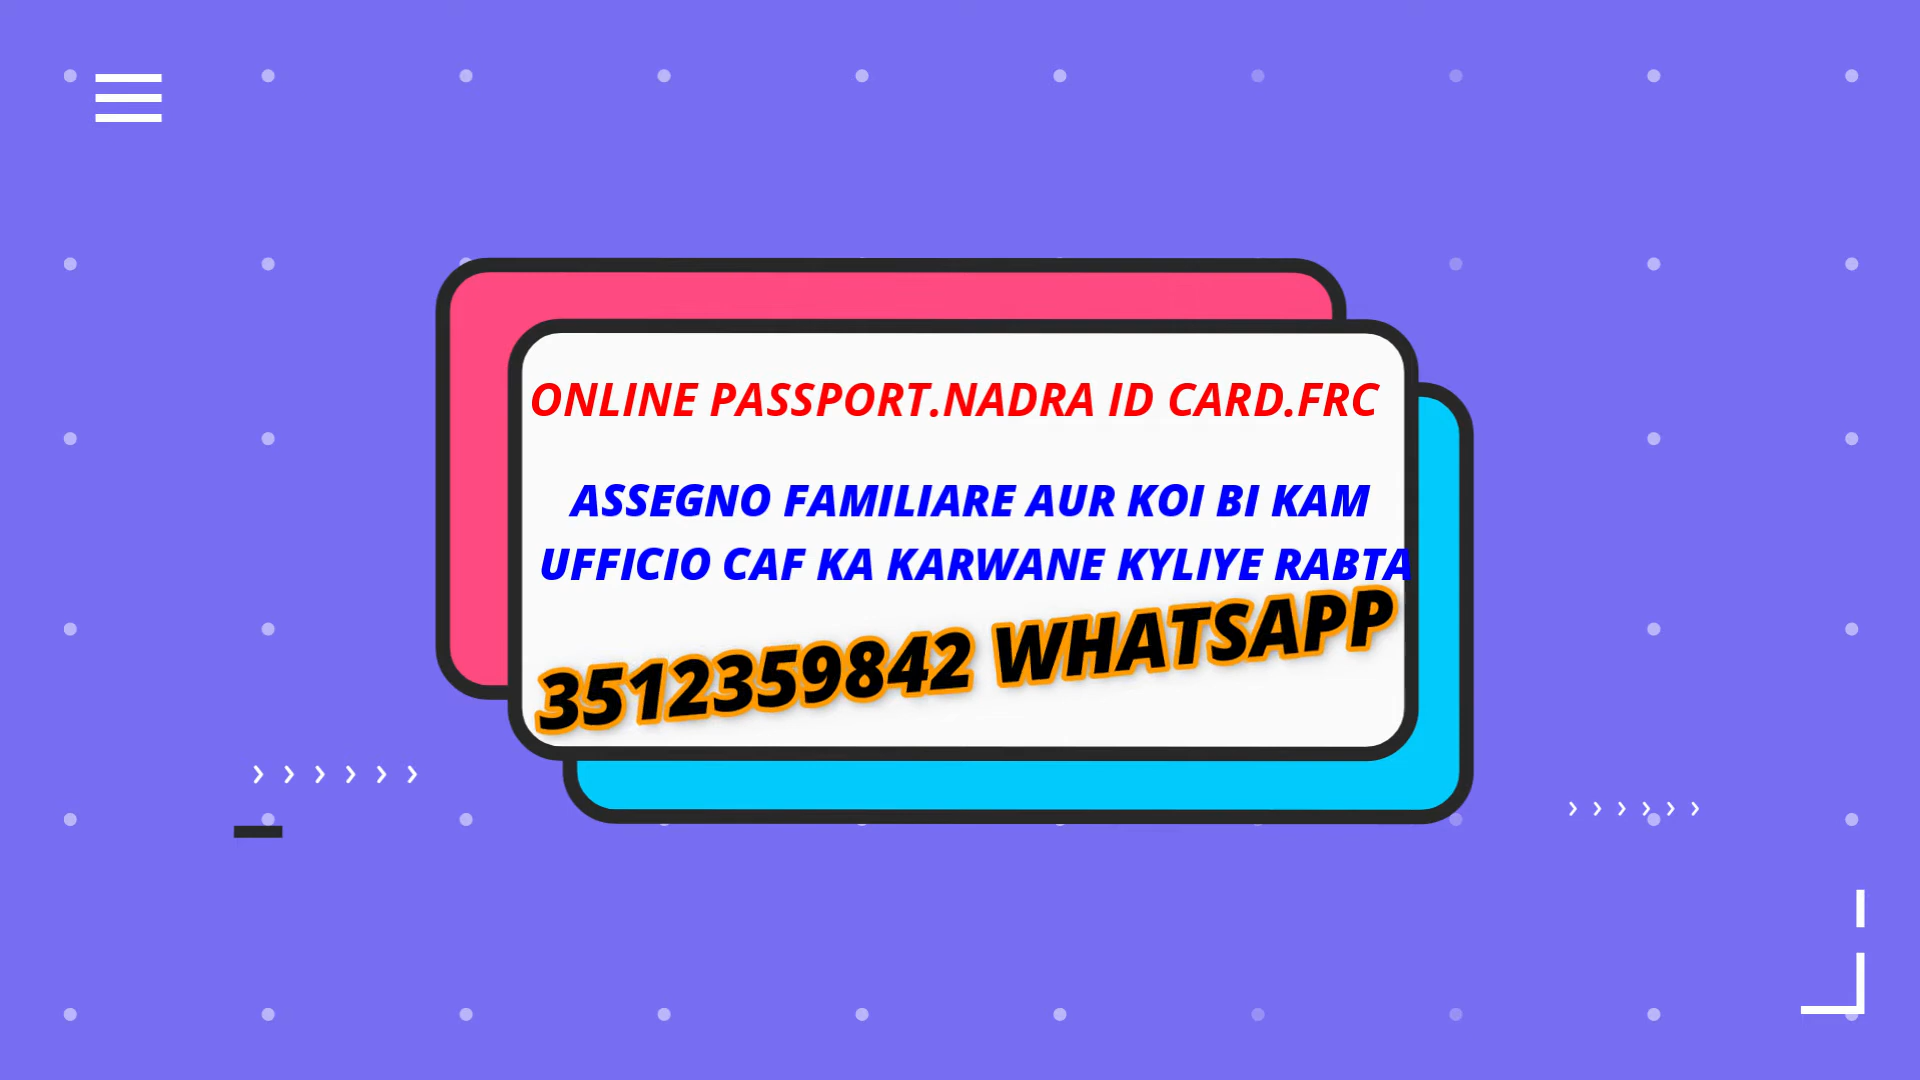 ONLINE PASSPORT.NADRA ID CARD.FRC
ASSEGNO FAMILIARE AUR KOI BI KAM
UFFICIO CAF KA KARWANE KYLIYE RABTA
3512359842 WHATSAPP